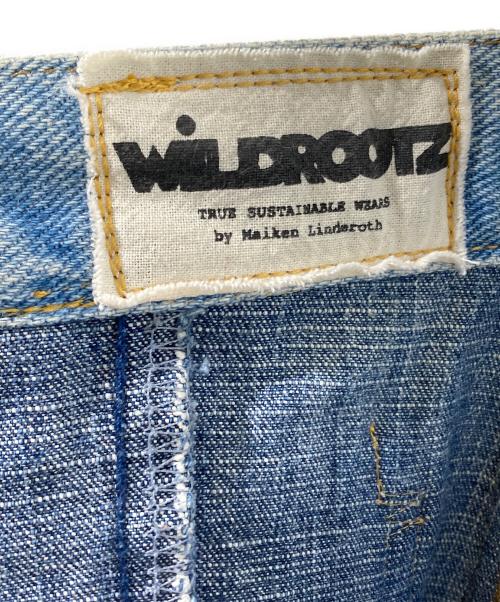 WiLDROOTZ
TRUE SUSTAINABLE WEARS
by Maiken Linderoth